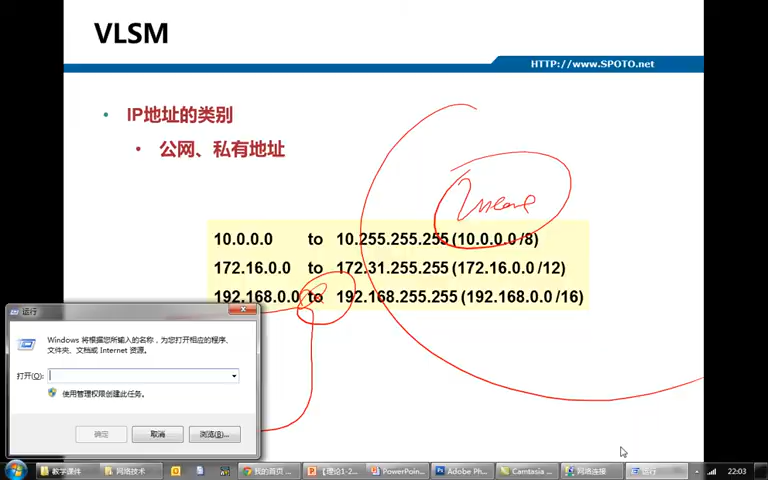 VLSM
HTTP://www.SPOTO.net
• IP地址的类别
• 公网、私有地址
10.0.0.0 to 10.255.255.255 (10.0.0.0/8)
172.16.0.0 to 172.31.255.255 (172.16.0.0/12)
192.168.0.0 to 192.168.255.255 (192.168.0.0/16)
运行
Windows 将根据您所输入的名称，为您打开相应的程序、
文件夹、文档或 Internet 资源。
打开(O):
使用管理权限创建此任务。
确定 取消 浏览(B)...
教学课件 网络技术 我的首页 【理论1-2... PowerPoin... Adobe Ph... Camtasia ... 网络连接 运行 22:03